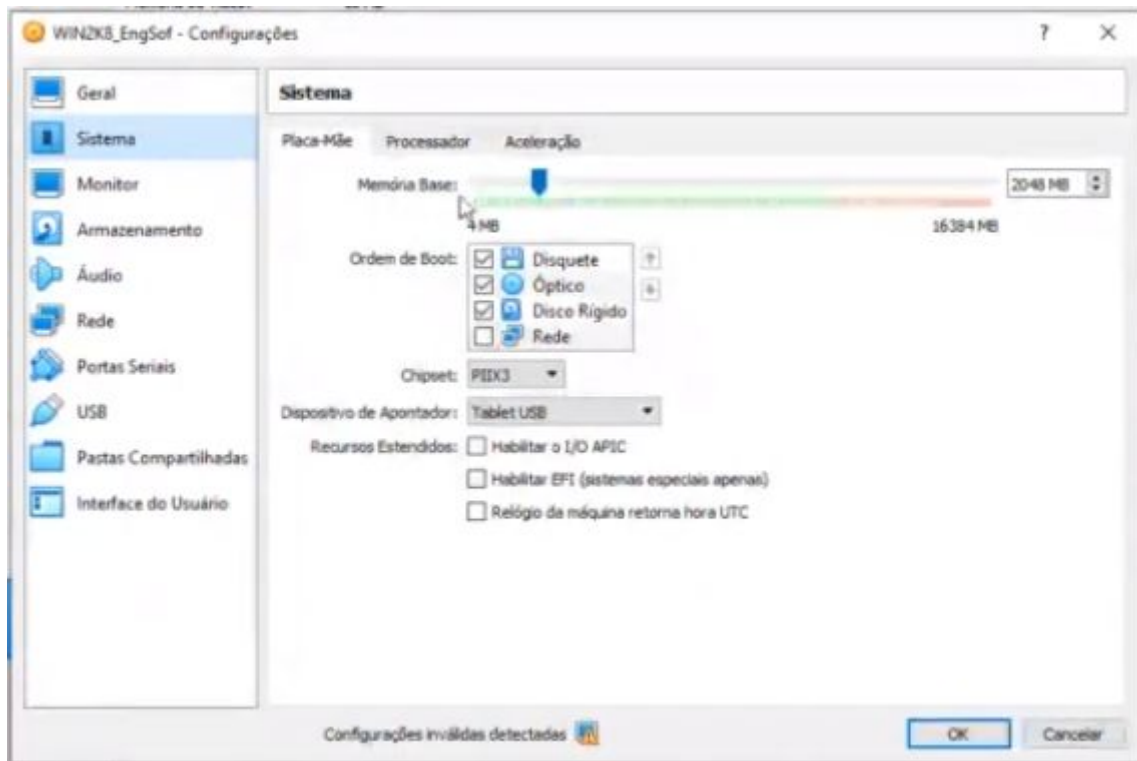 WIN2K8_EngSof - Configurações
?
Geral
Sistema
Monitor
Armazenamento
Áudio
Rede
Portas Seriais
USB
Pastas Compartilhadas
Interface do Usuário
Sistema
Placa-Mãe
Processador
Aceleração
Memória Base:
2048 MB
4 MB
16384 MB
Ordem de Boot:
Disquete
Óptico
Disco Rígido
Rede
Chipset: PIIX3
Dispositivo de Apontador: Tablet USB
Recursos Estendidos: Habilitar o I/O APIC
Habilitar EFI (sistemas especiais apenas)
Relógio da máquina retorna hora UTC
Configurações inválidas detectadas
OK
Cancelar